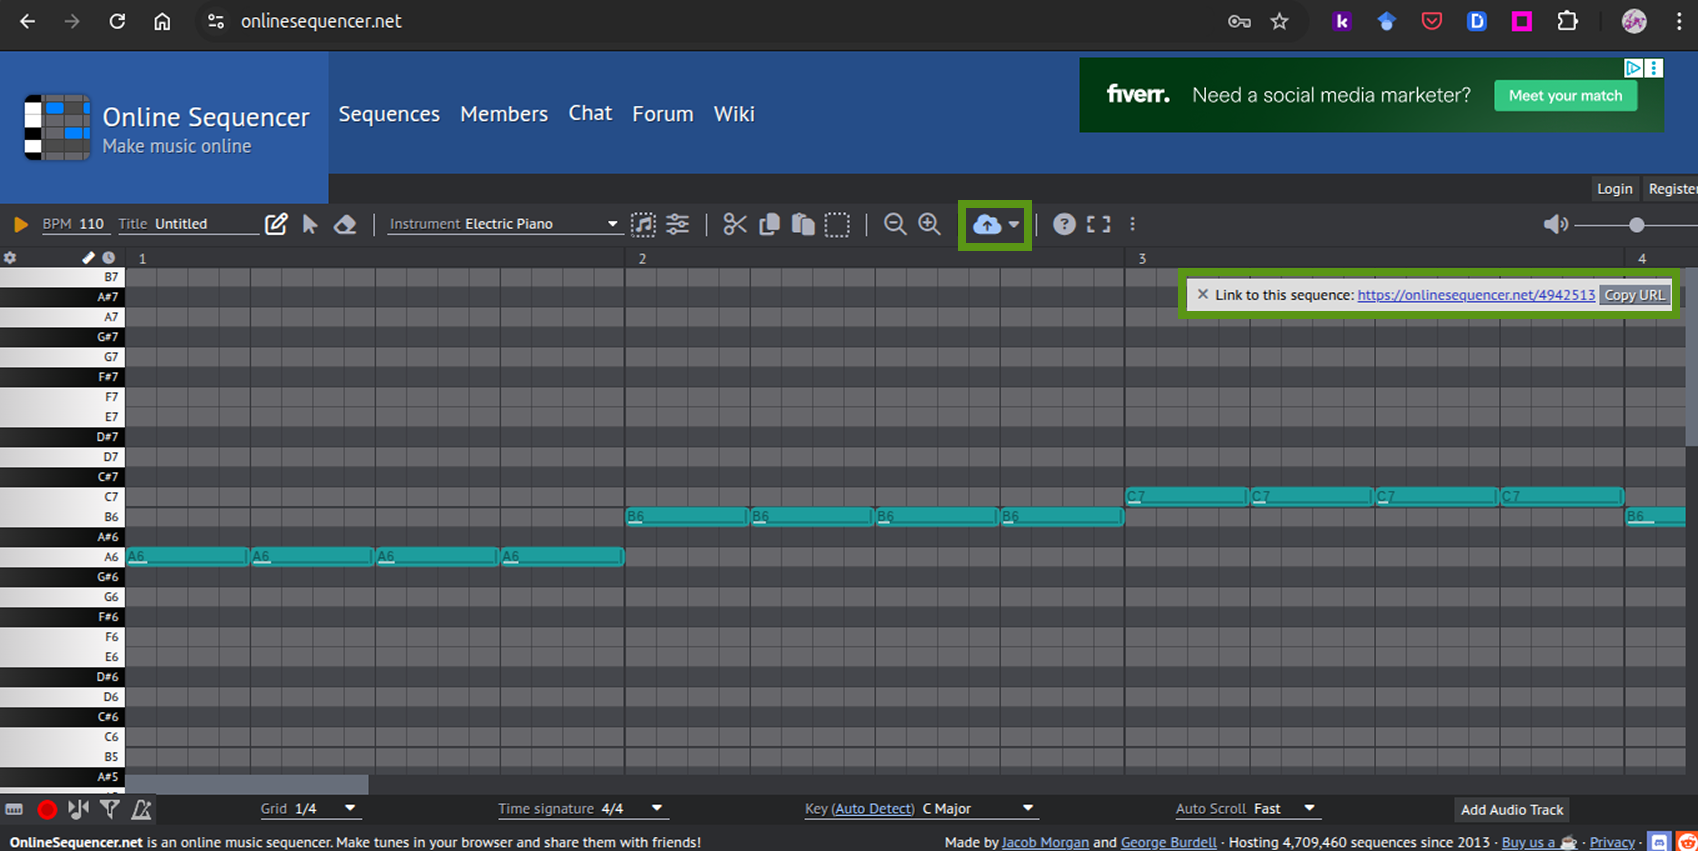 onlinesequencer.net
k
D
Online Sequencer
Make music online
Sequences Members Chat Forum Wiki
fiverr. Need a social media marketer? Meet your match
Login Register
BPM 110 Title Untitled Instrument Electric Piano ?
1 2 3 4
B7
A#7
Link to this sequence: https://onlinesequencer.net/4942513 Copy URL
A7
G#7
G7
F#7
F7
E7
D#7
D7
C#7
C7 C7 C7 C7 C7
B6 B6 B6 B6 B6 B6
A#6
A6 A6 A6 A6 A6
G#6
G6
F#6
F6
E6
D#6
D6
C#6
C6
B5
A#5
Grid 1/4 Time signature 4/4 Key (Auto Detect) C Major Auto Scroll Fast Add Audio Track
OnlineSequencer.net is an online music sequencer. Make tunes in your browser and share them with friends! Made by Jacob Morgan and George Burdell · Hosting 4,709,460 sequences since 2013 · Buy us a ☕ · Privacy ·